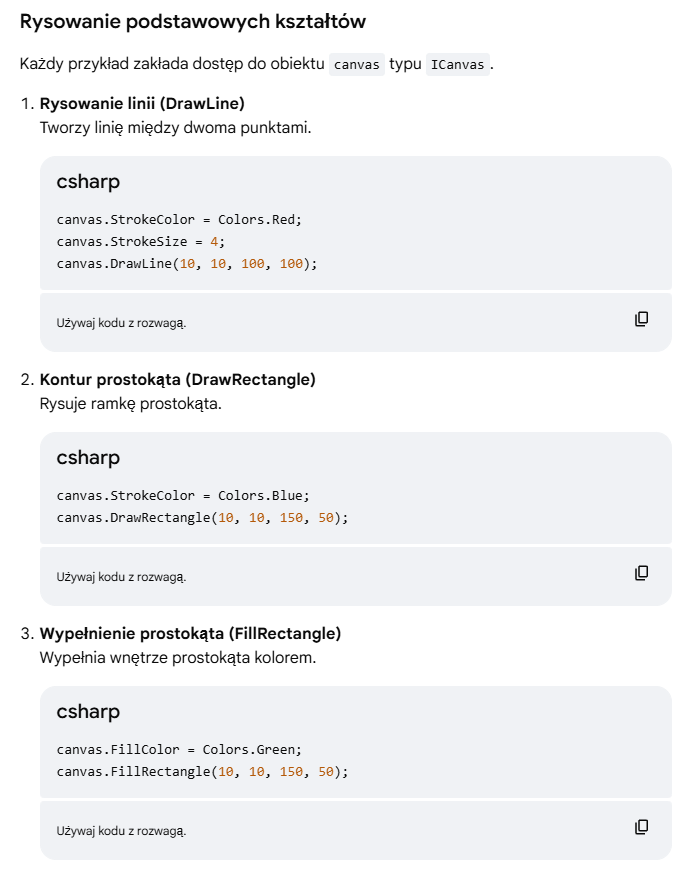 Rysowanie podstawowych kształtów
Każdy przykład zakłada dostęp do obiektu canvas typu ICanvas.
1. Rysowanie linii (DrawLine)
Tworzy linię między dwoma punktami.
csharp
canvas.StrokeColor = Colors.Red;
canvas.StrokeSize = 4;
canvas.DrawLine(10, 10, 100, 100);
Używaj kodu z rozwagą.
2. Kontur prostokąta (DrawRectangle)
Rysuje ramkę prostokąta.
csharp
canvas.StrokeColor = Colors.Blue;
canvas.DrawRectangle(10, 10, 150, 50);
Używaj kodu z rozwagą.
3. Wypełnienie prostokąta (FillRectangle)
Wypełnia wnętrze prostokąta kolorem.
csharp
canvas.FillColor = Colors.Green;
canvas.FillRectangle(10, 10, 150, 50);
Używaj kodu z rozwagą.